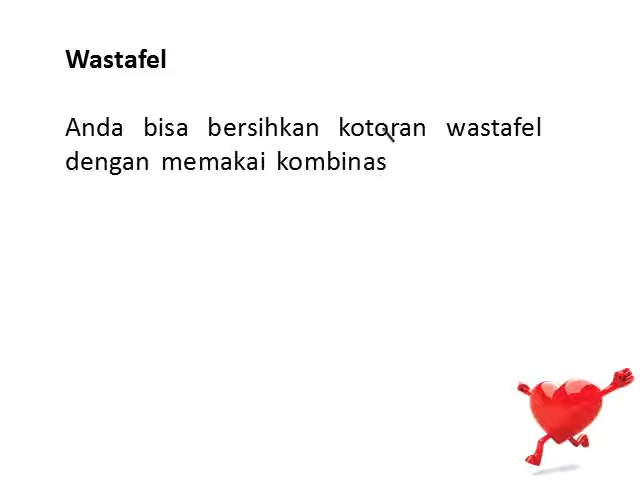 Wastafel
Anda bisa bersihkan kotoran wastafel
dengan memakai kombinas